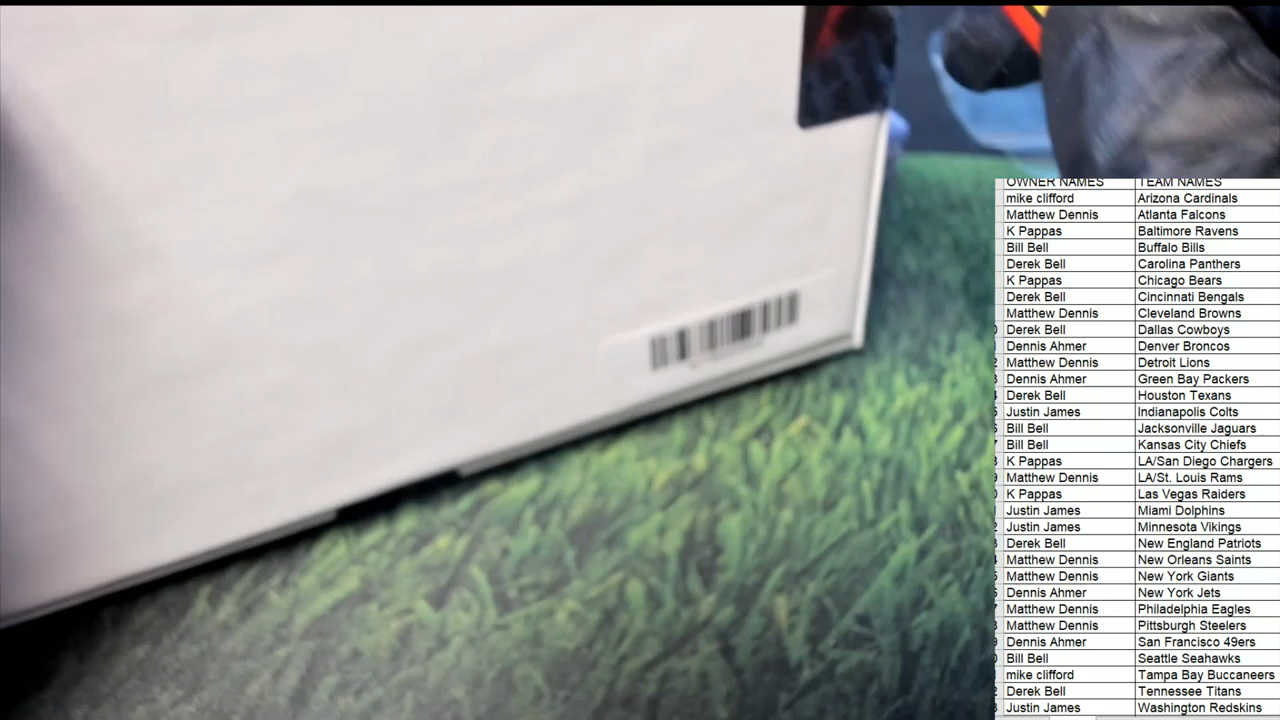 OWNER NAMES TEAM NAMES
mike clifford Arizona Cardinals
Matthew Dennis Atlanta Falcons
K Pappas Baltimore Ravens
Bill Bell Buffalo Bills
Derek Bell Carolina Panthers
K Pappas Chicago Bears
Derek Bell Cincinnati Bengals
Matthew Dennis Cleveland Browns
Derek Bell Dallas Cowboys
Dennis Ahmer Denver Broncos
Matthew Dennis Detroit Lions
Dennis Ahmer Green Bay Packers
Derek Bell Houston Texans
Justin James Indianapolis Colts
Bill Bell Jacksonville Jaguars
Bill Bell Kansas City Chiefs
K Pappas LA/San Diego Chargers
Matthew Dennis LA/St. Louis Rams
K Pappas Las Vegas Raiders
Justin James Miami Dolphins
Justin James Minnesota Vikings
Derek Bell New England Patriots
Matthew Dennis New Orleans Saints
Matthew Dennis New York Giants
Dennis Ahmer New York Jets
Matthew Dennis Philadelphia Eagles
Matthew Dennis Pittsburgh Steelers
Dennis Ahmer San Francisco 49ers
Bill Bell Seattle Seahawks
mike clifford Tampa Bay Buccaneers
Derek Bell Tennessee Titans
Justin James Washington Redskins